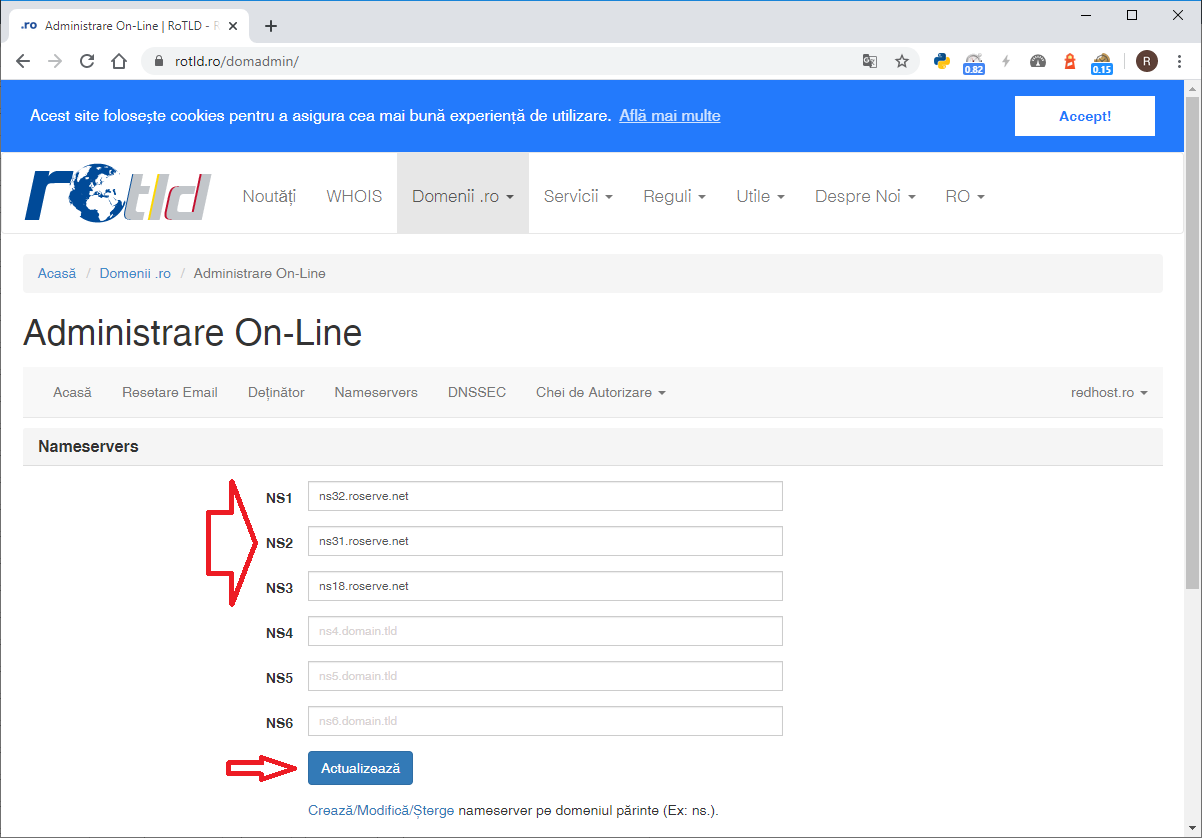 .ro Administrare On-Line | RoTLD -
rotld.ro/domadmin/
0.82
0.15
R
Acest site folosește cookies pentru a asigura cea mai bună experiență de utilizare. Află mai multe
Accept!
rotld
Noutăți WHOIS Domenii .ro Servicii Reguli Utile Despre Noi RO
Acasă / Domenii .ro / Administrare On-Line
Administrare On-Line
Acasă Resetare Email Deținător Nameservers DNSSEC Chei de Autorizare redhost.ro
Nameservers
NS1 ns32.roserve.net
NS2 ns31.roserve.net
NS3 ns18.roserve.net
NS4 ns4.domain.tld
NS5 ns5.domain.tld
NS6 ns6.domain.tld
Actualizează
Crează/Modifică/Șterge nameserver pe domeniul părinte (Ex: ns.).